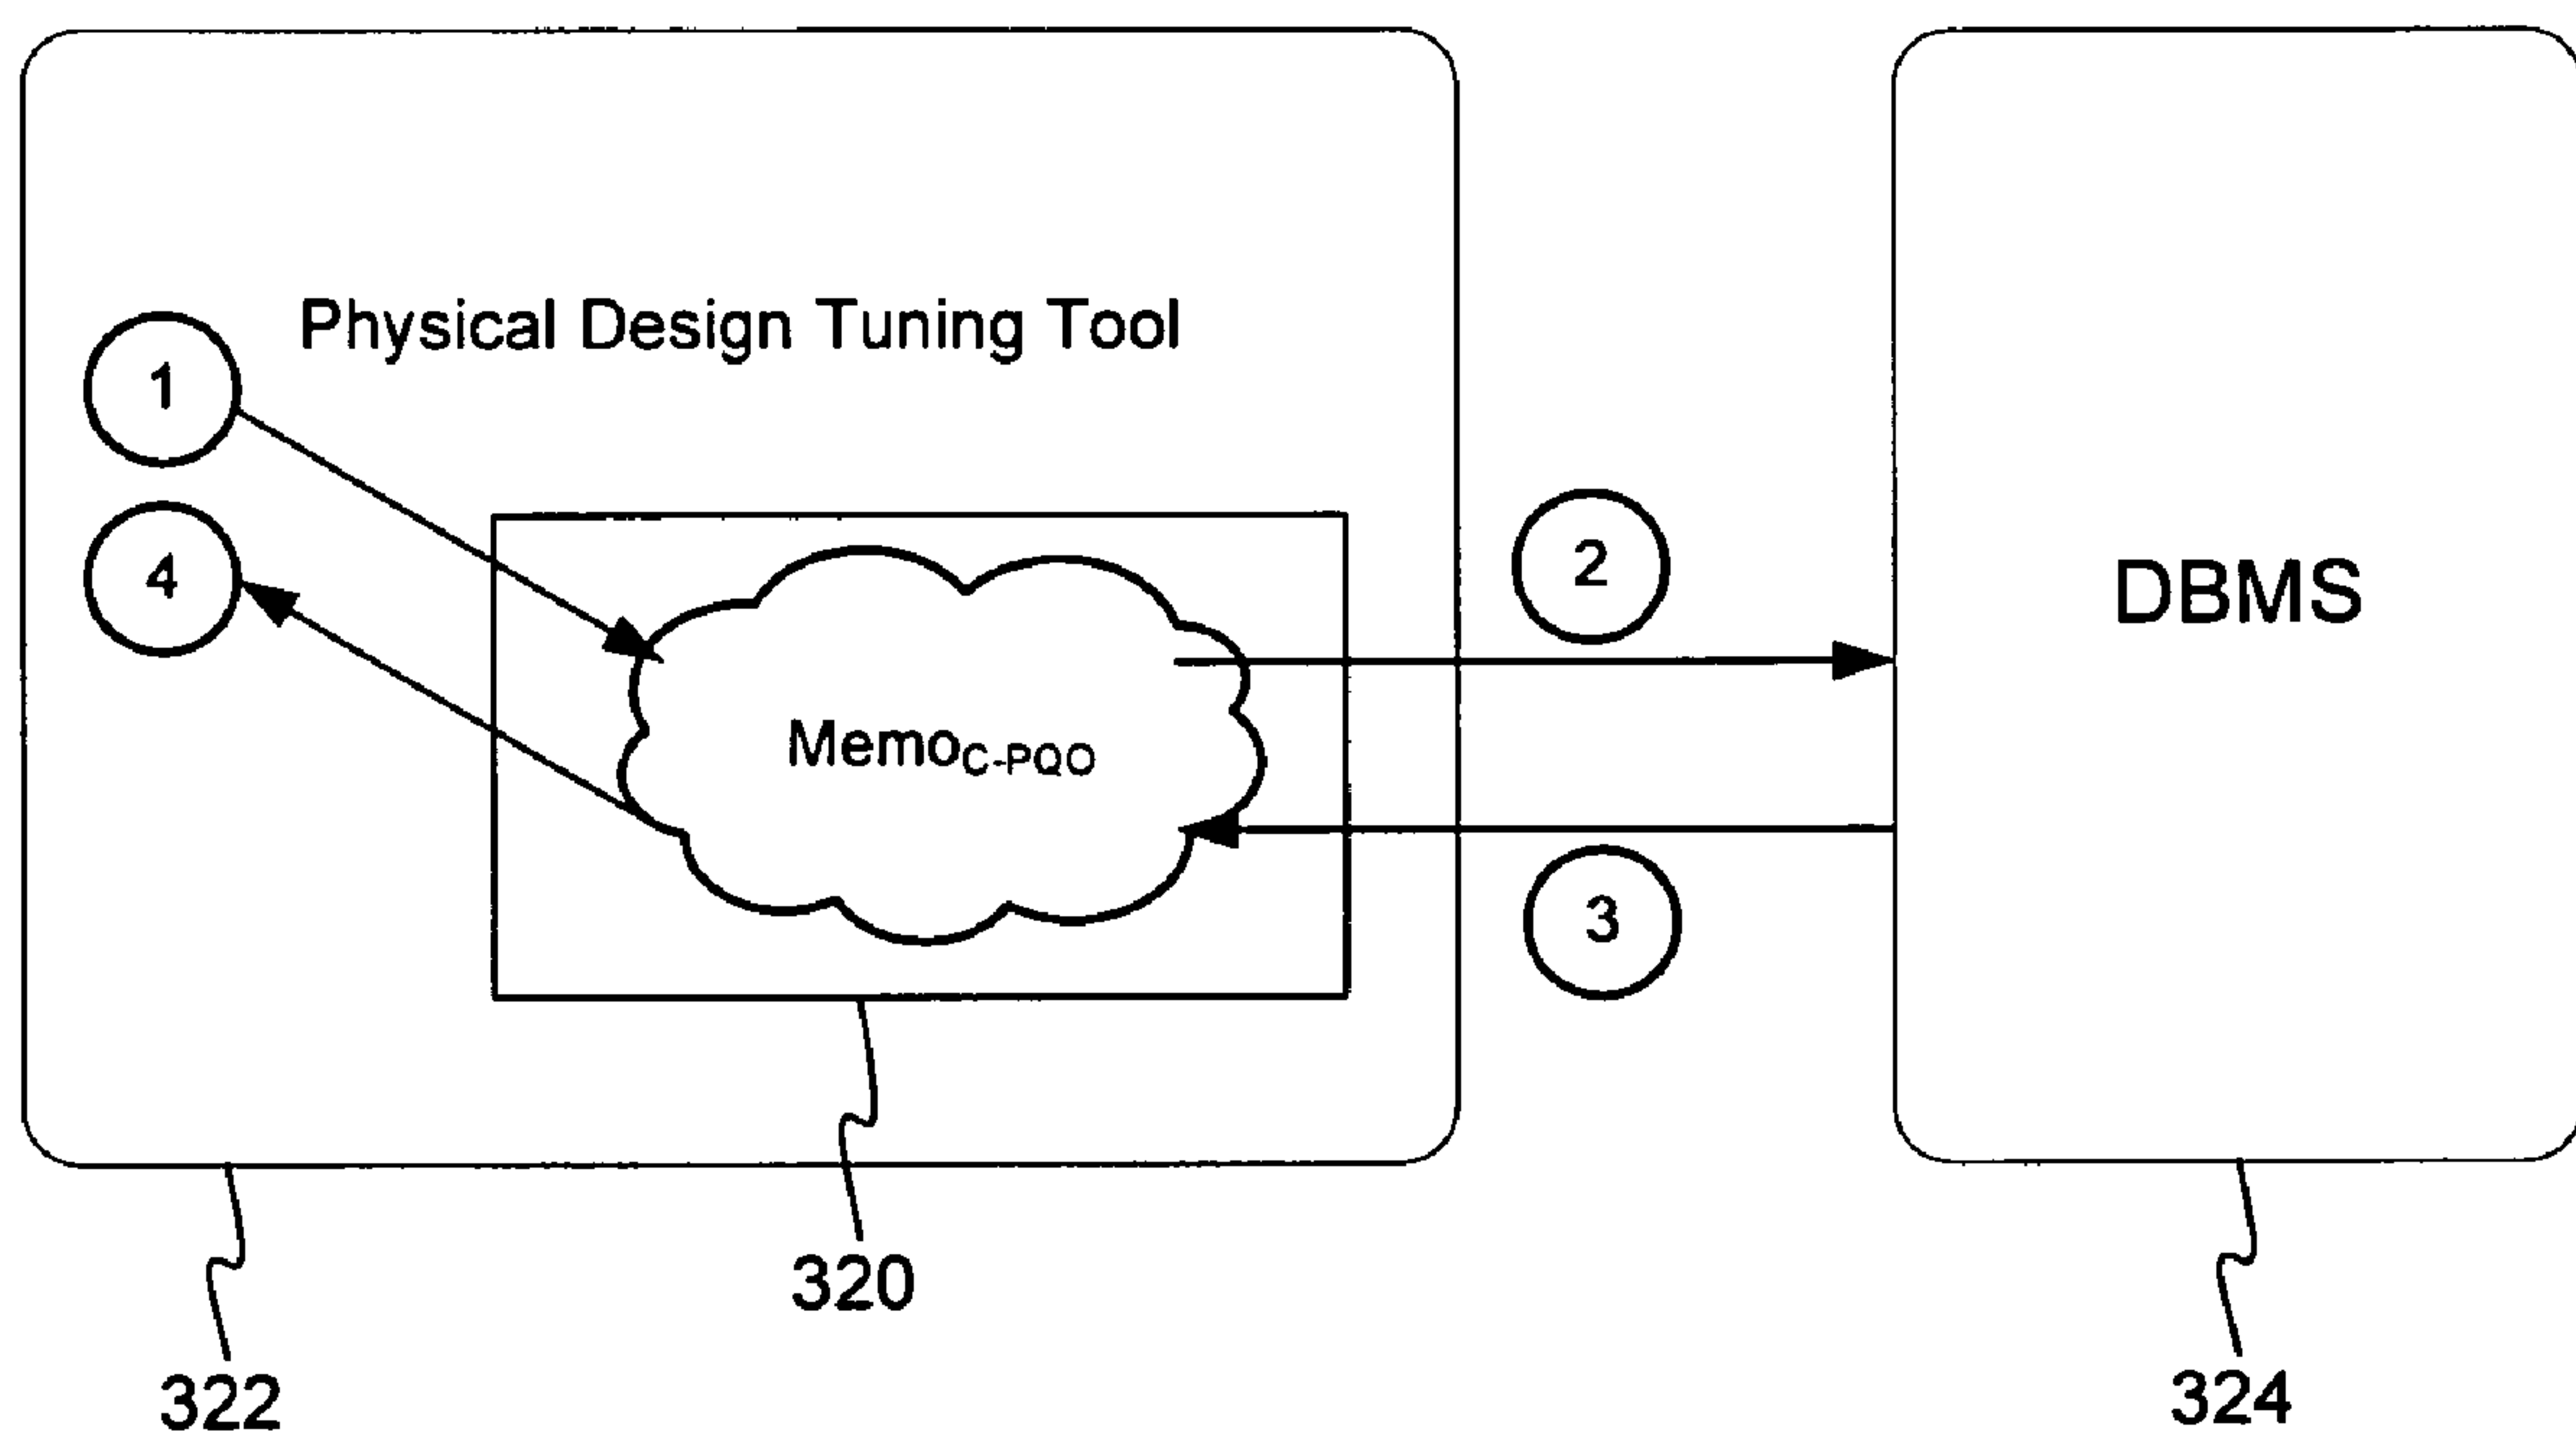 Physical Design Tuning Tool
1
4
2
DBMS
MemoC-PQO
3
320
322
324